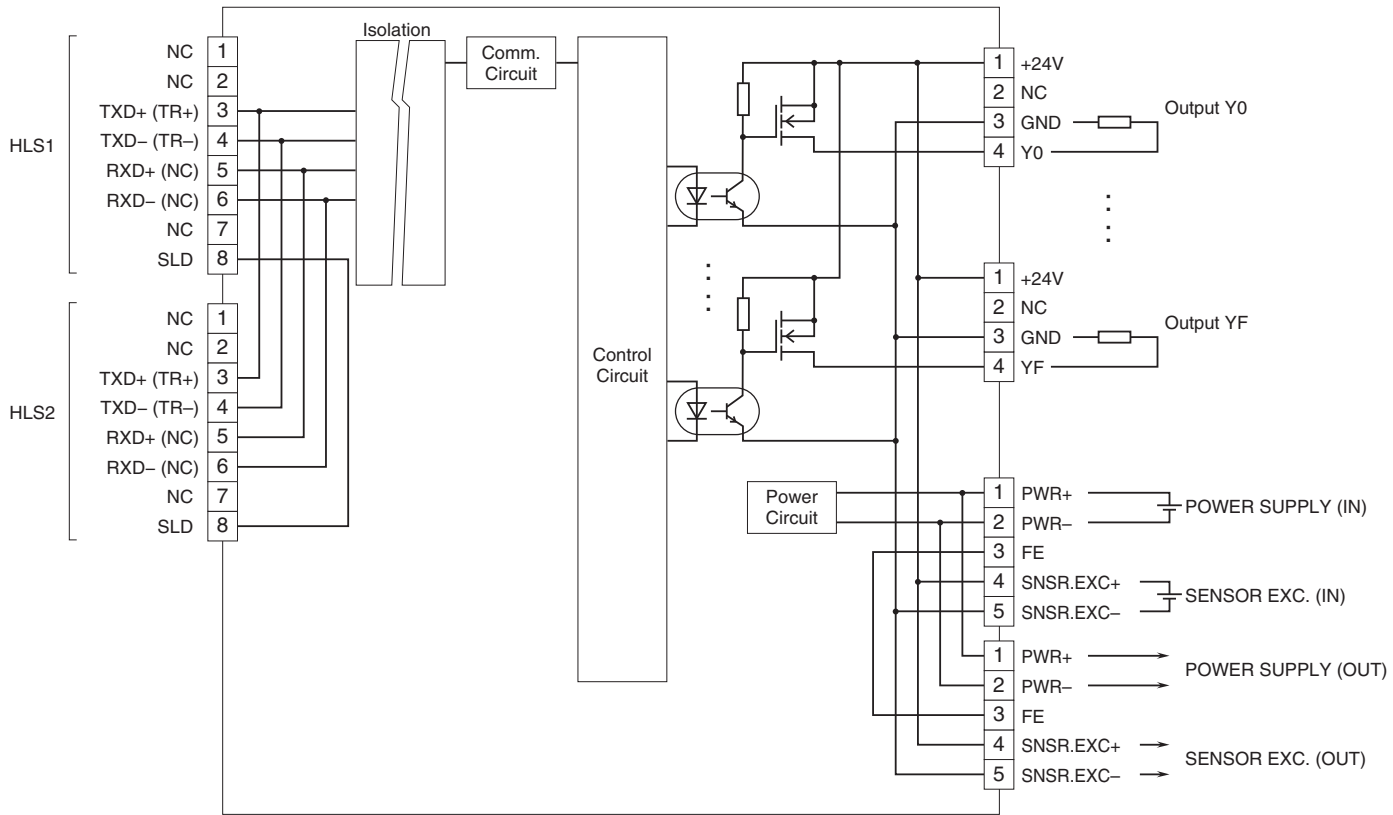 Isolation
Comm.
Circuit
Control
Circuit
Power
Circuit
HLS1
NC 1
NC 2
TXD+ (TR+) 3
TXD− (TR−) 4
RXD+ (NC) 5
RXD− (NC) 6
NC 7
SLD 8
HLS2
NC 1
NC 2
TXD+ (TR+) 3
TXD− (TR−) 4
RXD+ (NC) 5
RXD− (NC) 6
NC 7
SLD 8
1 +24V
2 NC
3 GND
4 Y0
Output Y0
1 +24V
2 NC
3 GND
4 YF
Output YF
1 PWR+
2 PWR−
POWER SUPPLY (IN)
3 FE
4 SNSR.EXC+
5 SNSR.EXC−
SENSOR EXC. (IN)
1 PWR+
2 PWR−
POWER SUPPLY (OUT)
3 FE
4 SNSR.EXC+
5 SNSR.EXC−
SENSOR EXC. (OUT)